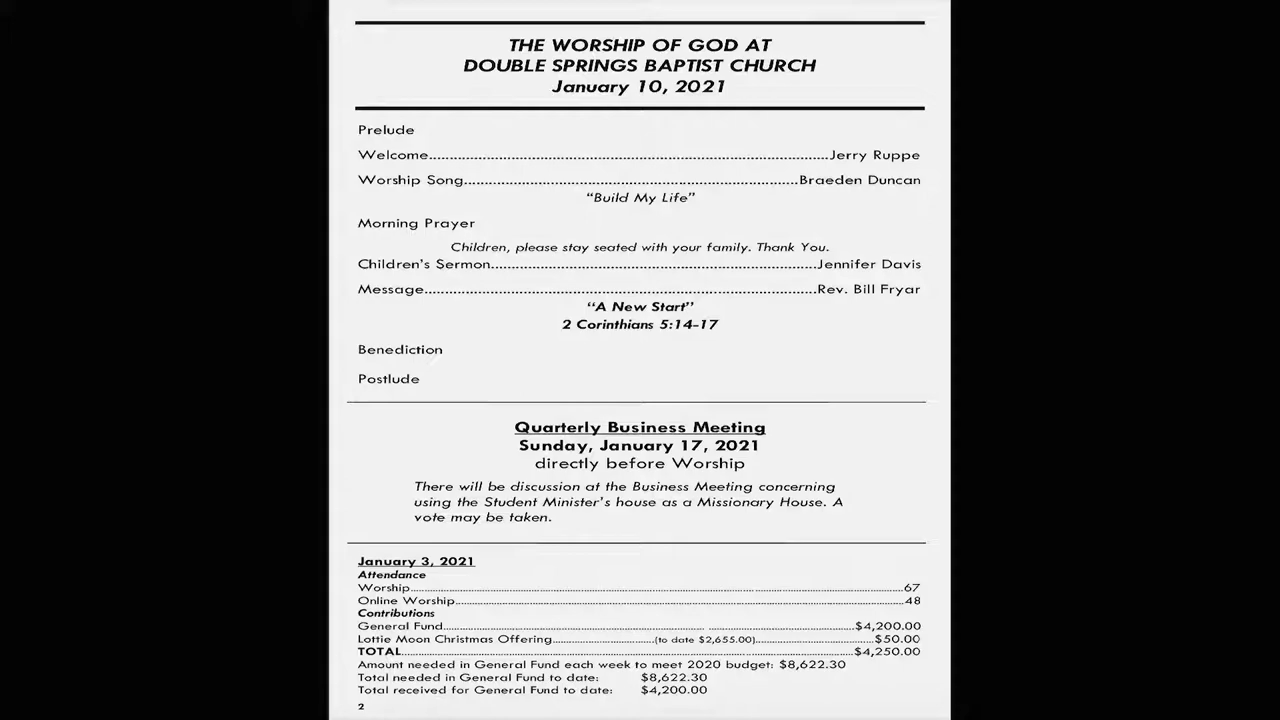 THE WORSHIP OF GOD AT
DOUBLE SPRINGS BAPTIST CHURCH
January 10, 2021
Prelude
Welcome................................................Jerry Ruppe
Worship Song................................................Braeden Duncan
“Build My Life”
Morning Prayer
Children, please stay seated with your family. Thank You.
Children’s Sermon................................................Jennifer Davis
Message................................................Rev. Bill Fryar
“A New Start”
2 Corinthians 5:14-17
Benediction
Postlude
Quarterly Business Meeting
Sunday, January 17, 2021
directly before Worship
There will be discussion at the Business Meeting concerning
using the Student Minister’s house as a Missionary House. A
vote may be taken.
January 3, 2021
Attendance
Worship................................................67
Online Worship................................................48
Contributions
General Fund................................................$4,200.00
Lottie Moon Christmas Offering........................(to date $2,655.00)........................$50.00
TOTAL................................................$4,250.00
Amount needed in General Fund each week to meet 2020 budget: $8,622.30
Total needed in General Fund to date: $8,622.30
Total received for General Fund to date: $4,200.00
2